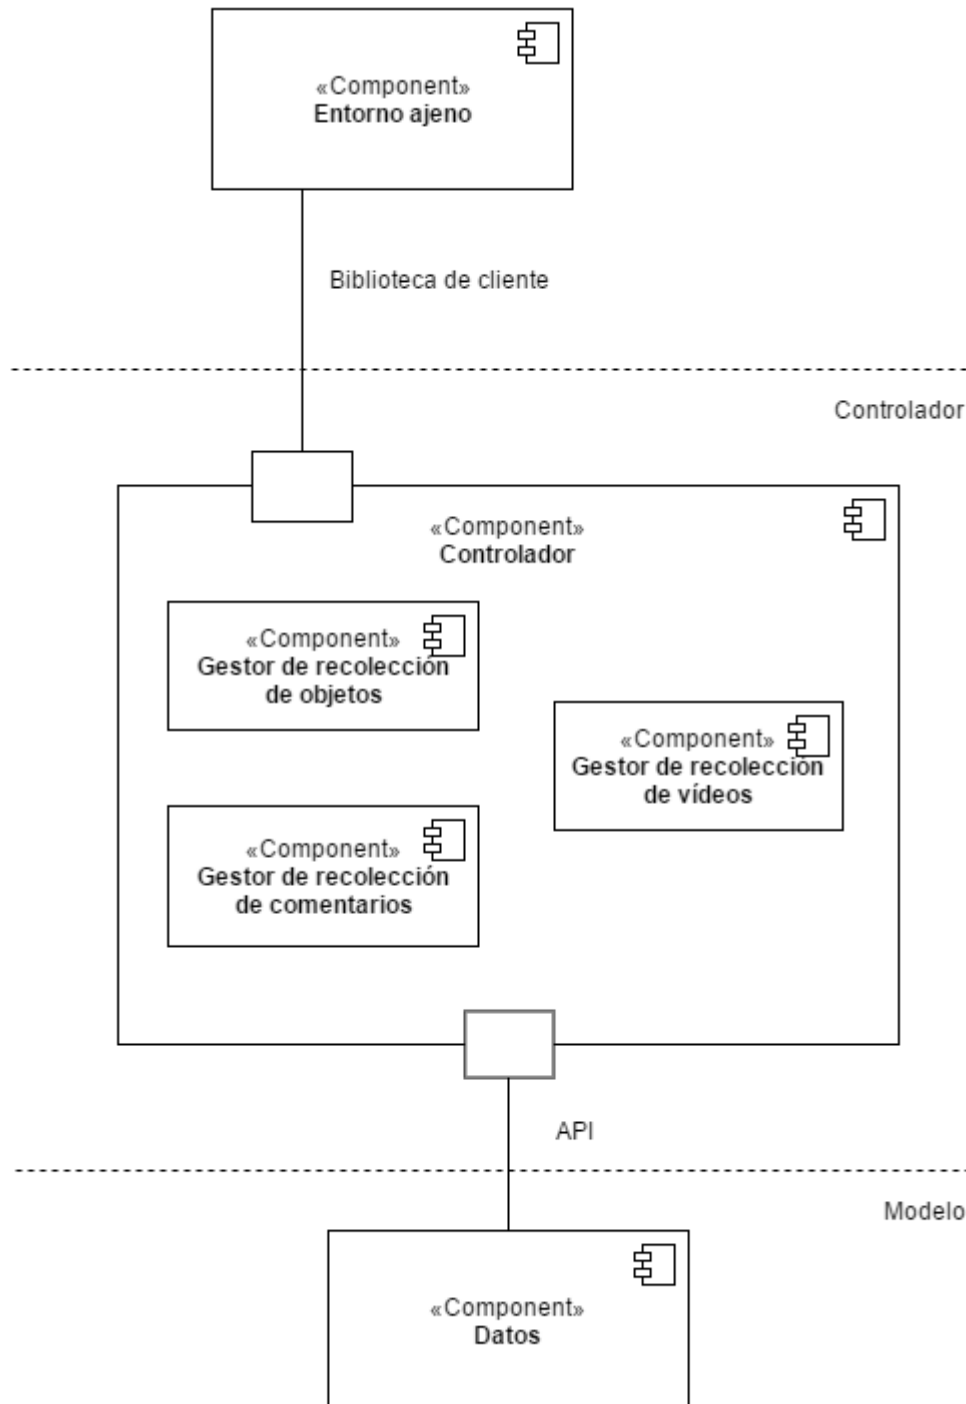 «Component»
Entorno ajeno
Biblioteca de cliente
Controlador
«Component»
Controlador
«Component»
Gestor de recolección
de objetos
«Component»
Gestor de recolección
de vídeos
«Component»
Gestor de recolección
de comentarios
API
Modelo
«Component»
Datos